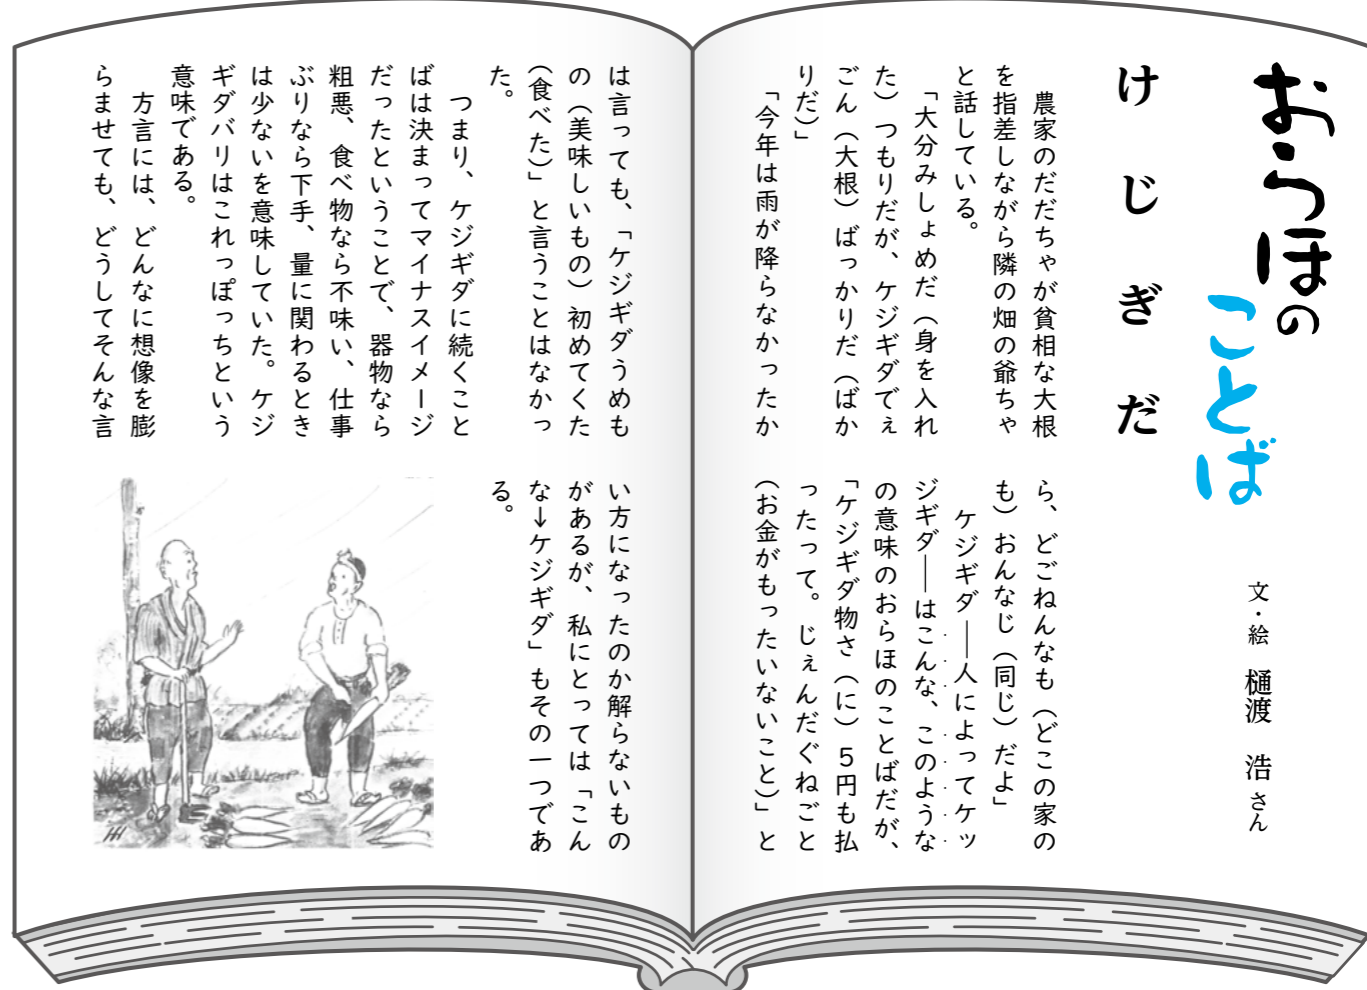 おらほの
ことば
文・絵　樋渡　浩さん
けじぎだ
　農家のだだちゃが貧相な大根
を指差しながら隣の畑の爺ちゃ
と話している。
　「大分みしょめだ（身を入れ
た）つもりだが、ケジギダでぇ
ごん（大根）ばっかりだ（ばか
りだ）」
　「今年は雨が降らなかったか
ら、どごねんなも（どこの家の
も）おんなじ（同じ）だよ」
　ケジギダ――人によってケッ
ジギダ――はこんな、このような
の意味のおらほのことばだが、
「ケジギダ物さ（に）５円も払
ったって。じぇんだぐねごと
（お金がもったいないこと）」と
は言っても、「ケジギダうめも
の（美味しいもの）初めてくた
（食べた）」と言うことはなかっ
た。
　つまり、ケジギダに続くこと
ばは決まってマイナスイメージ
だったということで、器物なら
粗悪、食べ物なら不味い、仕事
ぶりなら下手、量に関わるとき
は少ないを意味していた。ケジ
ギダバリはこれっぽっちという
意味である。
　方言には、どんなに想像を膨
らませても、どうしてそんな言
い方になったのか解らないもの
があるが、私にとっては「こん
な→ケジギダ」もその一つであ
る。